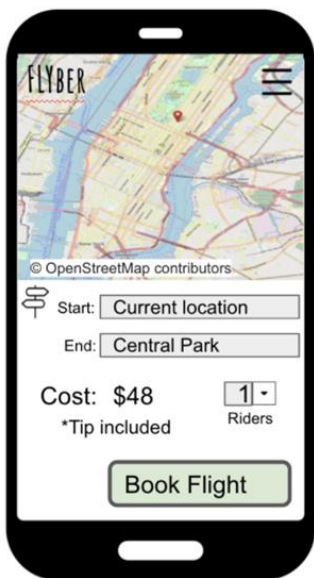 FLYBER
© OpenStreetMap contributors
Start: Current location
End: Central Park
Cost: $48
1
*Tip included
Riders
Book Flight